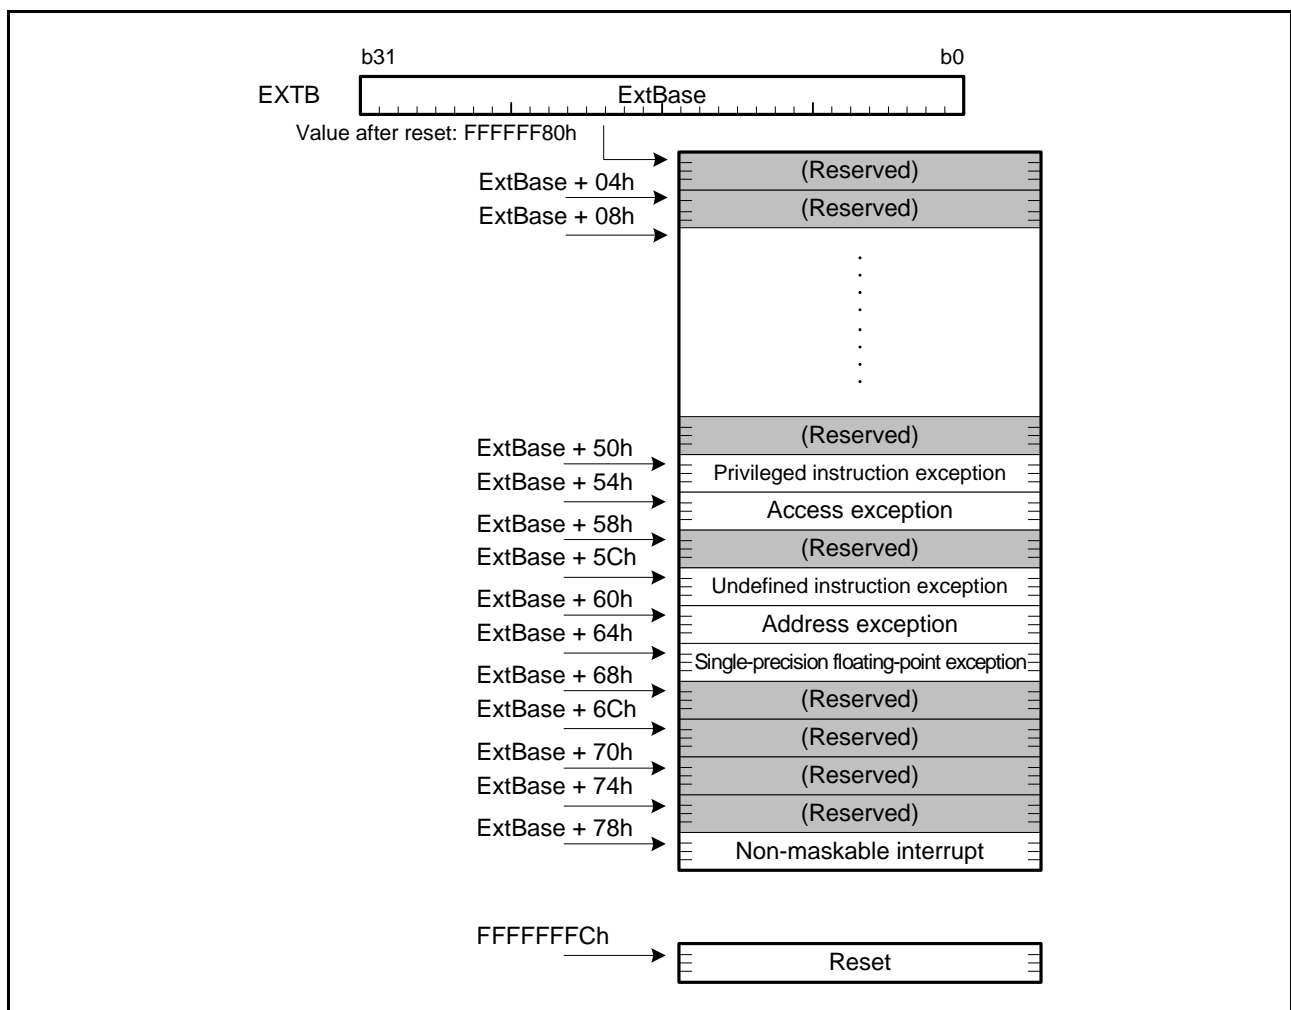 b31 b0
EXTB ExtBase
Value after reset: FFFFFF80h
(Reserved)
ExtBase + 04h
(Reserved)
ExtBase + 08h
(Reserved)
ExtBase + 50h
Privileged instruction exception
ExtBase + 54h
Access exception
ExtBase + 58h
(Reserved)
ExtBase + 5Ch
Undefined instruction exception
ExtBase + 60h
Address exception
ExtBase + 64h
Single-precision floating-point exception
ExtBase + 68h
(Reserved)
ExtBase + 6Ch
(Reserved)
ExtBase + 70h
(Reserved)
ExtBase + 74h
(Reserved)
ExtBase + 78h
Non-maskable interrupt
FFFFFFFCh
Reset